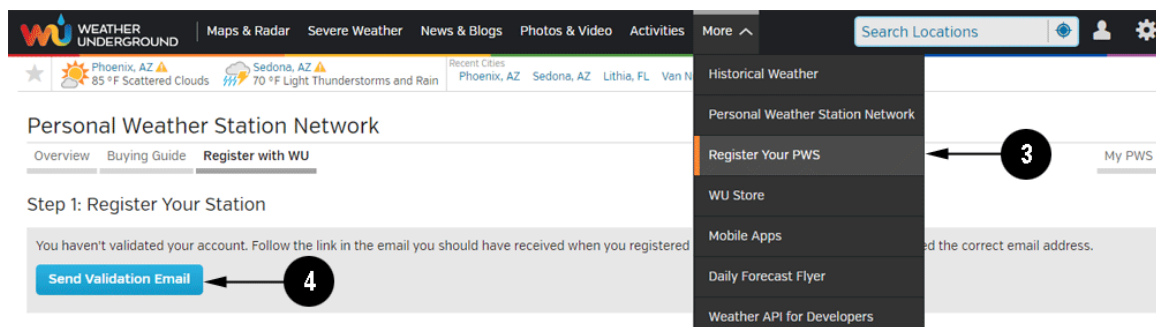 WEATHER UNDERGROUND
Maps & Radar Severe Weather News & Blogs Photos & Video Activities More Search Locations
Phoenix, AZ
85 °F Scattered Clouds
Sedona, AZ
70 °F Light Thunderstorms and Rain
Recent Cities
Phoenix, AZ Sedona, AZ Lithia, FL Van N
Historical Weather
Personal Weather Station Network
Register Your PWS
3
WU Store
Mobile Apps
Daily Forecast Flyer
Weather API for Developers
Personal Weather Station Network
Overview Buying Guide Register with WU My PWS
Step 1: Register Your Station
You haven't validated your account. Follow the link in the email you should have received when you registered ed the correct email address.
Send Validation Email
4